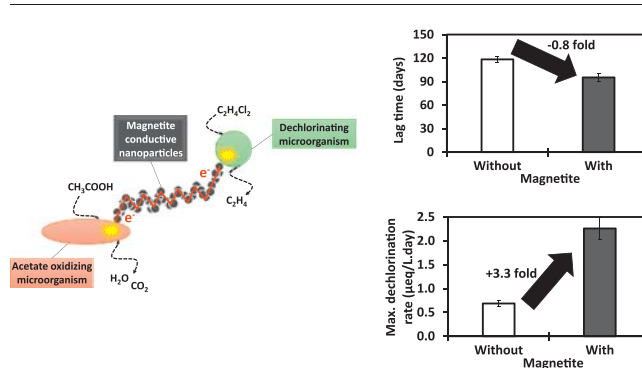 C₂H₄Cl₂
Magnetite
conductive
nanoparticles
Dechlorinating
microorganism
e⁻
CH₃COOH
C₂H₄
e⁻
Acetate oxidizing
microorganism
H₂O
CO₂
150
120
90
60
30
0
Lag time (days)
-0.8 fold
Without
With
Magnetite
2.5
2.0
1.5
1.0
0.5
0.0
Max. dechlorination
rate (µeq/L.day)
+3.3 fold
Without
With
Magnetite